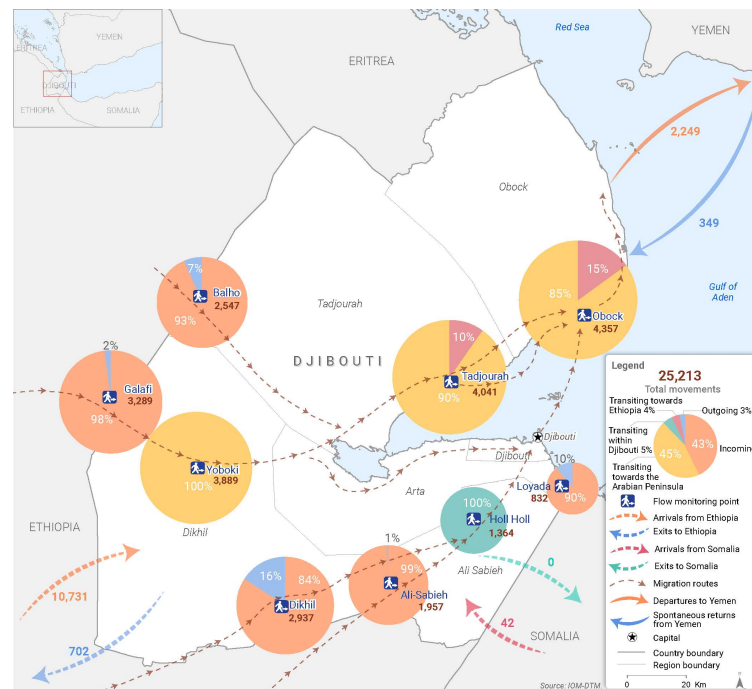 YEMEN
ERITREA
DJIBOUTI
ETHIOPIA
SOMALIA
Red Sea
YEMEN
ERITREA
2,249
Obock
349
Gulf of
Aden
7%
Balho
2,547
93%
Tadjourah
15%
85%
Obock
4,357
2%
Galafi
3,289
98%
DJIBOUTI
10%
Tadjourah
4,041
90%
Yoboki
3,889
100%
Dikhil
Djibouti
Djibouti
Arta
10%
Loyada
832
90%
100%
Holl Holl
1,364
Ali Sabieh
0
ETHIOPIA
10,731
702
16%
84%
Dikhil
2,937
1%
99%
Ali-Sabieh
1,957
42
SOMALIA
Legend
25,213
Total movements
Transiting towards
Ethiopia 4%
Outgoing 3%
Transiting
within
Djibouti 5%
43%
Incoming
45%
Transiting
towards the
Arabian Peninsula
Flow monitoring point
Arrivals from Ethiopia
Exits to Ethiopia
Arrivals from Somalia
Exits to Somalia
Migration routes
Departures to Yemen
Spontaneous returns
from Yemen
Capital
Country boundary
Region boundary
0 20 Km
Source: IOM-DTM